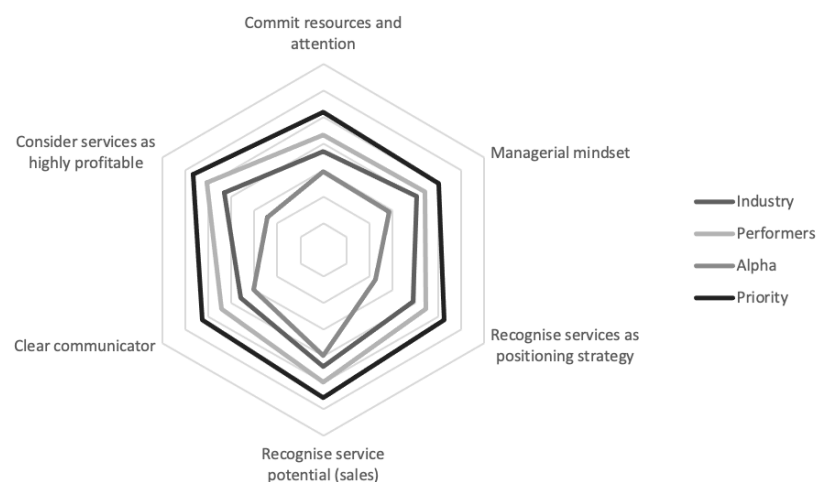 Commit resources and
attention
Consider services as
highly profitable
Managerial mindset
Industry
Performers
Alpha
Priority
Clear communicator
Recognise services as
positioning strategy
Recognise service
potential (sales)